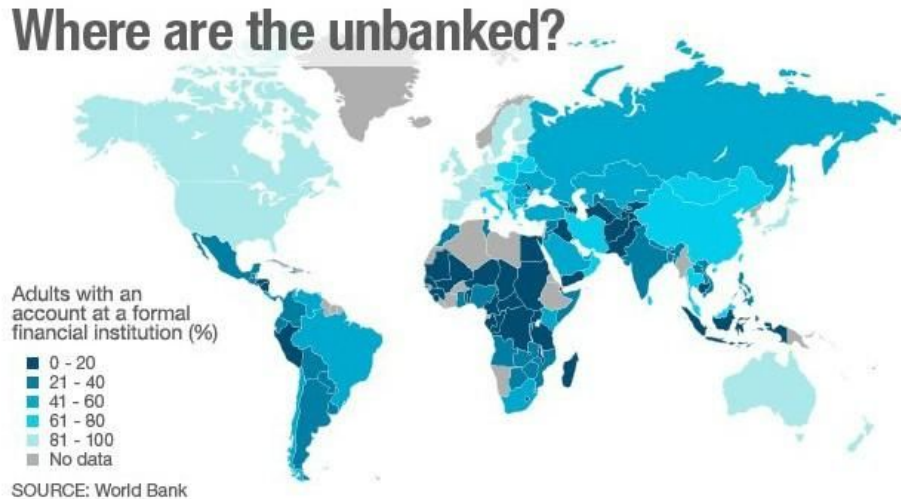 Where are the unbanked?
Adults with an
account at a formal
financial institution (%)
0 - 20
21 - 40
41 - 60
61 - 80
81 - 100
No data
SOURCE: World Bank